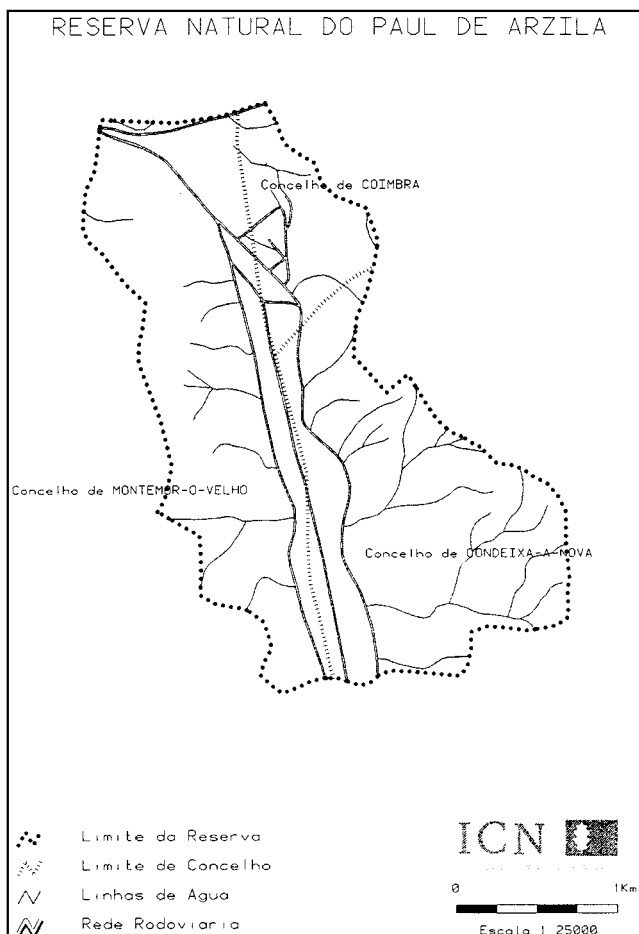 RESERVA NATURAL DO PAUL DE ARZILA
Concelho de COIMBRA
Concelho de MONTEMOR-O-VELHO
Concelho de CONDEIXA-A-NOVA
Limite da Reserva
Limite de Concelho
Linhas de Agua
Rede Rodoviaria
ICN
0 1Km
Escala 1 25000